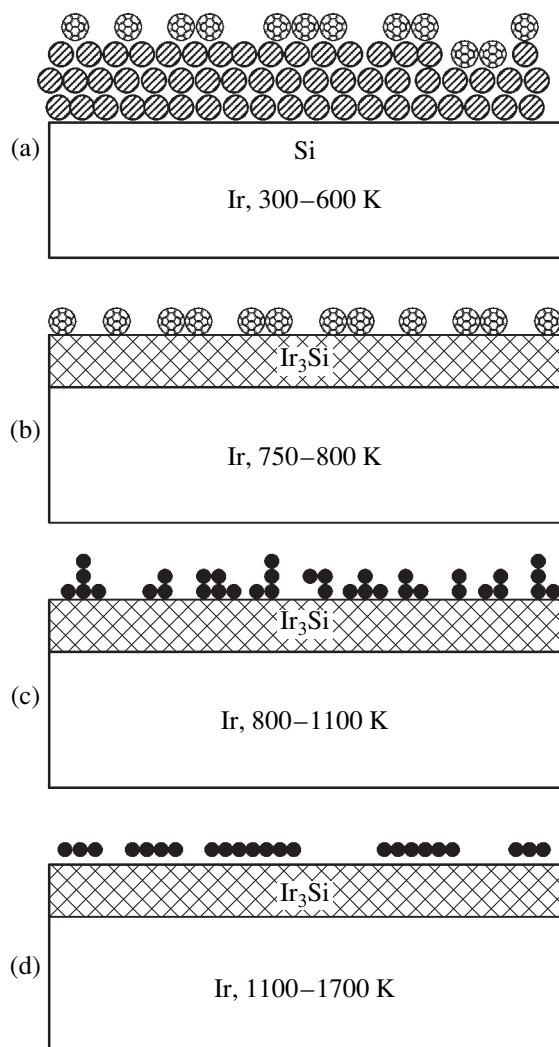 (a)
Si
Ir, 300–600 K
Ir₃Si
(b)
Ir, 750–800 K
Ir₃Si
(c)
Ir, 800–1100 K
Ir₃Si
(d)
Ir, 1100–1700 K